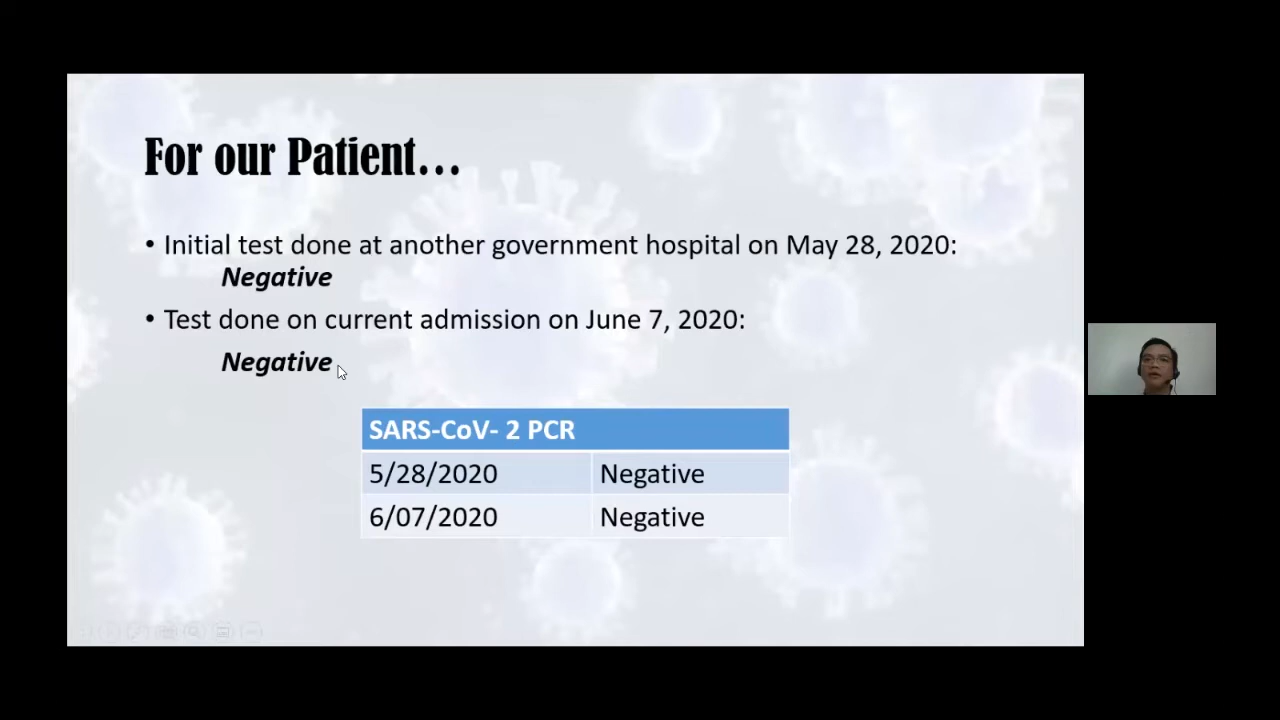 For our Patient...
• Initial test done at another government hospital on May 28, 2020:
Negative
• Test done on current admission on June 7, 2020:
Negative
SARS-CoV- 2 PCR
5/28/2020 Negative
6/07/2020 Negative